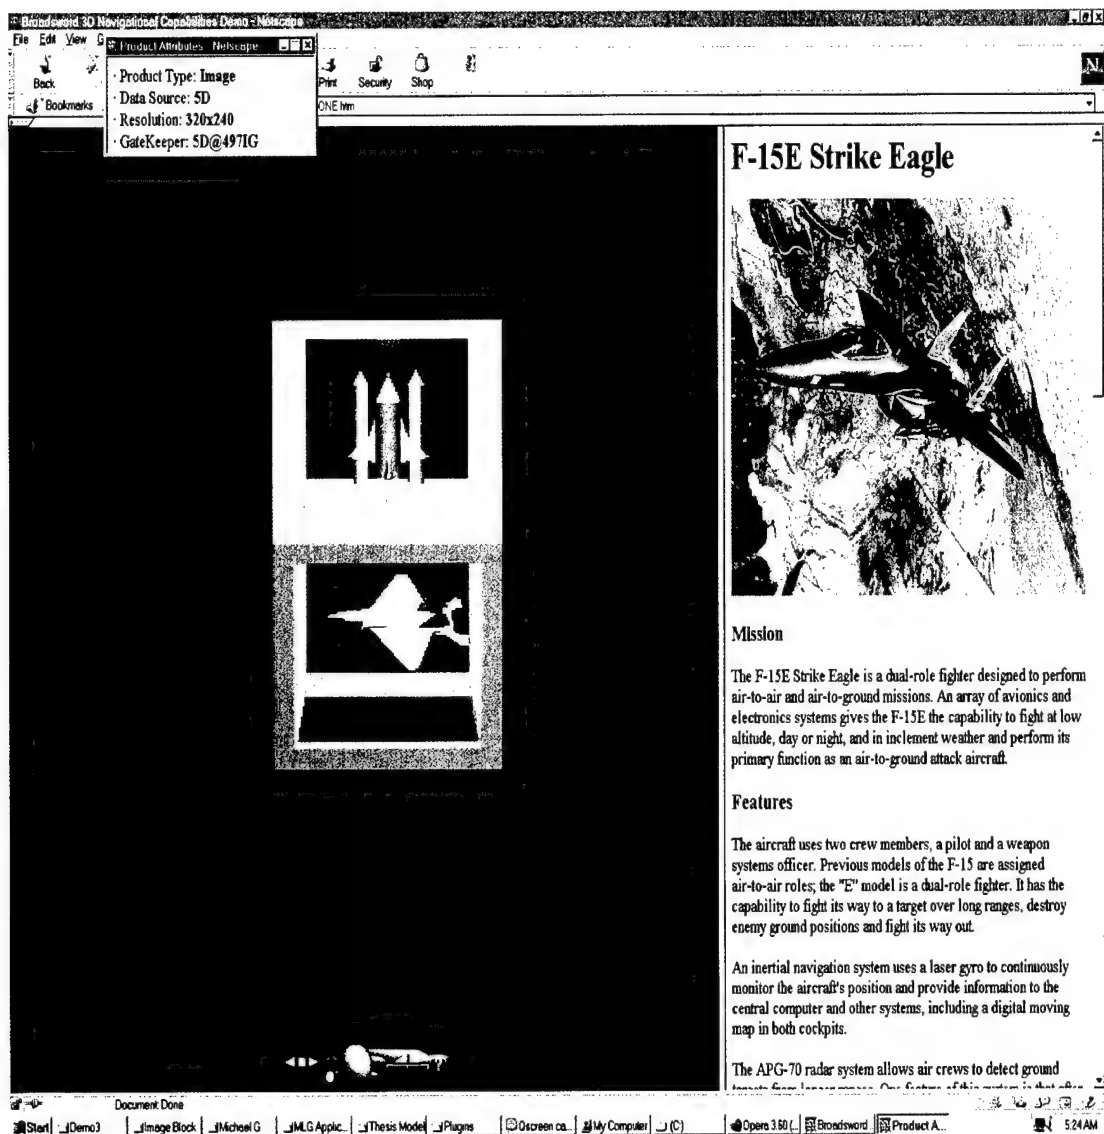 Broadsword 3D Navigational Capabilities Demo - Netscape
File Edit View G
Product Attributes - Netscape
· Product Type: Image
· Data Source: 5D
· Resolution: 320x240
· GateKeeper: 5D@497IG
Back
Print Security Shop
Bookmarks
ONE.htm
F-15E Strike Eagle
Mission
The F-15E Strike Eagle is a dual-role fighter designed to perform
air-to-air and air-to-ground missions. An array of avionics and
electronics systems gives the F-15E the capability to fight at low
altitude, day or night, and in inclement weather and perform its
primary function as an air-to-ground attack aircraft.
Features
The aircraft uses two crew members, a pilot and a weapon
systems officer. Previous models of the F-15 are assigned
air-to-air roles; the "E" model is a dual-role fighter. It has the
capability to fight its way to a target over long ranges, destroy
enemy ground positions and fight its way out.
An inertial navigation system uses a laser gyro to continuously
monitor the aircraft's position and provide information to the
central computer and other systems, including a digital moving
map in both cockpits.
The APG-70 radar system allows air crews to detect ground
Document Done
Start Demo3 Image Block Michael G MLG Applic... Thesis Model Plugins 0screen ca... My Computer (C:) Opera 3.60 (... Broadsword Product A... 5:24 AM